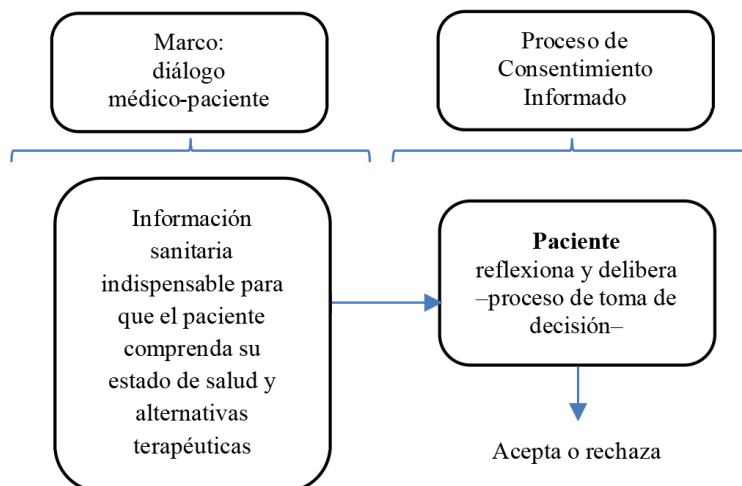 Marco:
diálogo
médico-paciente
Proceso de
Consentimiento
Informado
Información
sanitaria
indispensable para
que el paciente
comprenda su
estado de salud y
alternativas
terapéuticas
Paciente
reflexiona y delibera
–proceso de toma de
decisión–
Acepta o rechaza